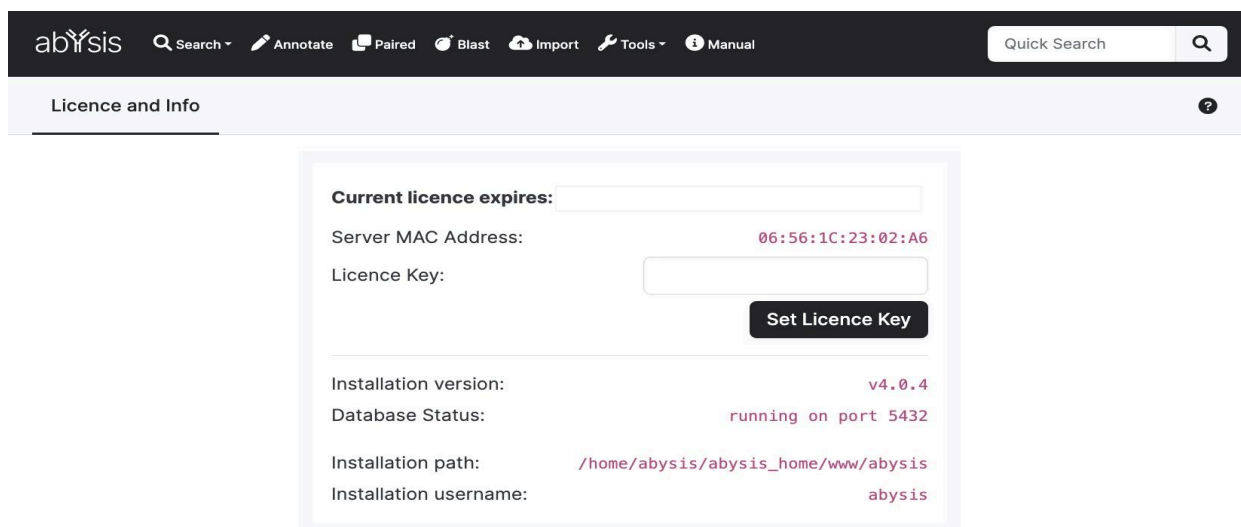 abYsis Search Annotate Paired Blast Import Tools Manual Quick Search
Licence and Info
Current licence expires:
Server MAC Address: 06:56:1C:23:02:A6
Licence Key:
Set Licence Key
Installation version: v4.0.4
Database Status: running on port 5432
Installation path: /home/abysis/abysis_home/www/abysis
Installation username: abysis